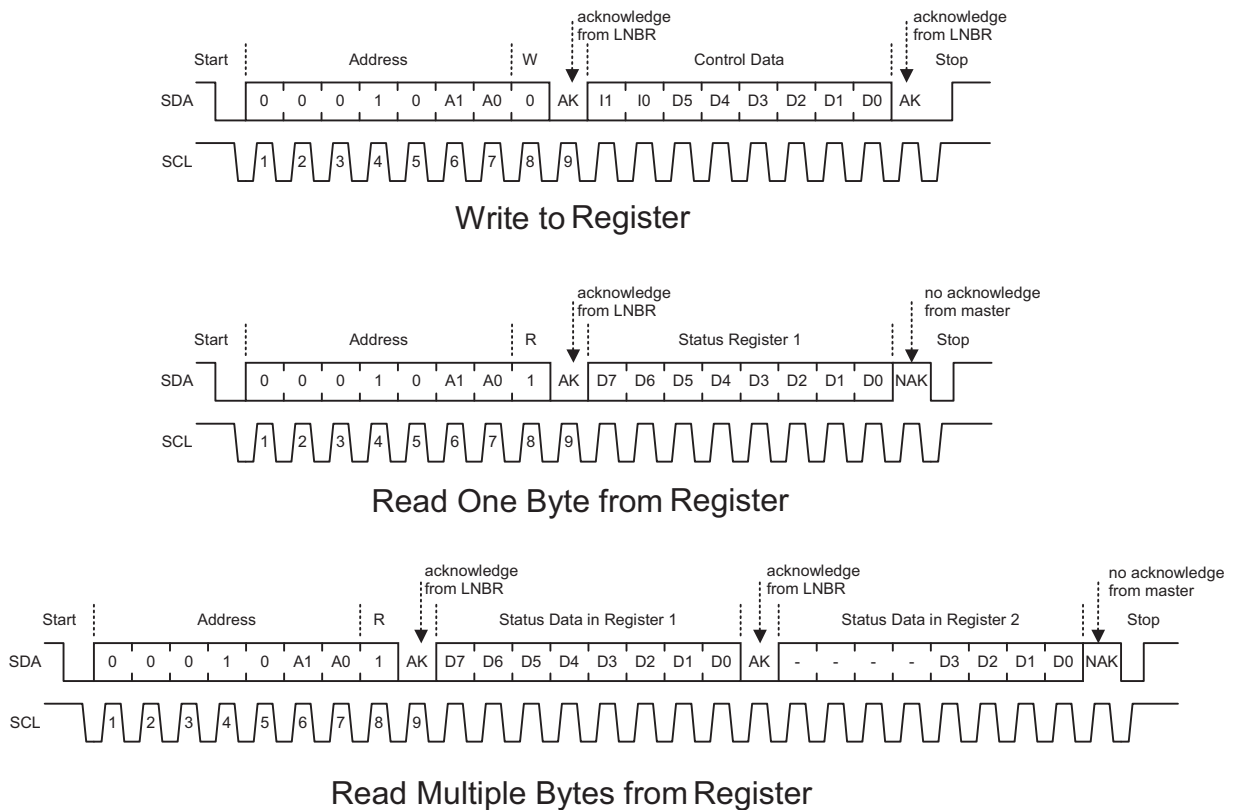 acknowledge
from LNBR
acknowledge
from LNBR
Start Address W Control Data Stop
SDA 0 0 0 1 0 A1 A0 0 AK I1 I0 D5 D4 D3 D2 D1 D0 AK
SCL 1 2 3 4 5 6 7 8 9
Write to Register
acknowledge
from LNBR
no acknowledge
from master
Start Address R Status Register 1 Stop
SDA 0 0 0 1 0 A1 A0 1 AK D7 D6 D5 D4 D3 D2 D1 D0 NAK
SCL 1 2 3 4 5 6 7 8 9
Read One Byte from Register
acknowledge
from LNBR
acknowledge
from LNBR
no acknowledge
from master
Start Address R Status Data in Register 1 Status Data in Register 2 Stop
SDA 0 0 0 1 0 A1 A0 1 AK D7 D6 D5 D4 D3 D2 D1 D0 AK - - - - D3 D2 D1 D0 NAK
SCL 1 2 3 4 5 6 7 8 9
Read Multiple Bytes from Register